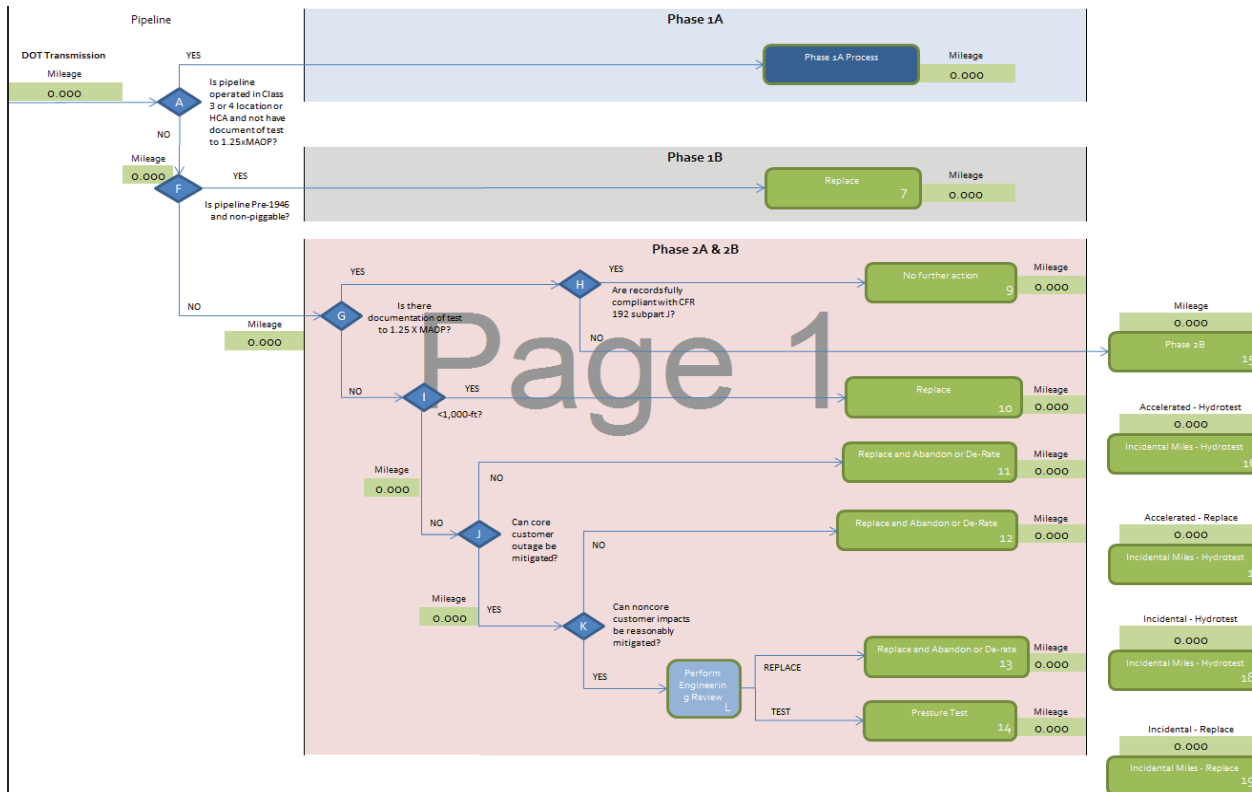 Pipeline
Phase 1A
DOT Transmission
YES
Mileage
Mileage
0.000
Phase 1A Process
0.000
A
Is pipeline
operated in Class
3 or 4 location or
HCA and not have
document of test
to 1.25xMAOP?
NO
Phase 1B
Mileage
0.000
YES
Replace
7
Mileage
0.000
F
Is pipeline Pre-1946
and non-piggable?
Phase 2A & 2B
YES
YES
No further action
9
Mileage
0.000
H
Are records fully
compliant with CFR
192 subpart J?
NO
NO
G
Is there
documentation of test
to 1.25 X MAOP?
Mileage
0.000
Mileage
0.000
Phase 2B
Page 1
NO
YES
I
<1,000-ft?
Replace
10
Mileage
0.000
Accelerated - Hydrotest
0.000
Incidental Miles - Hydrotest
Mileage
0.000
NO
Replace and Abandon or De-Rate
11
Mileage
0.000
NO
J
Can core
customer
outage be
mitigated?
NO
Replace and Abandon or De-Rate
12
Mileage
0.000
Accelerated - Replace
0.000
Incidental Miles - Hydrotest
Mileage
0.000
YES
K
Can noncore
customer impacts
be reasonably
mitigated?
Incidental - Hydrotest
0.000
Incidental Miles - Hydrotest
18
YES
Perform
Engineerin
g Review
L
REPLACE
Replace and Abandon or De-rate
13
Mileage
0.000
TEST
Pressure Test
14
Mileage
0.000
Incidental - Replace
0.000
Incidental Miles - Replace